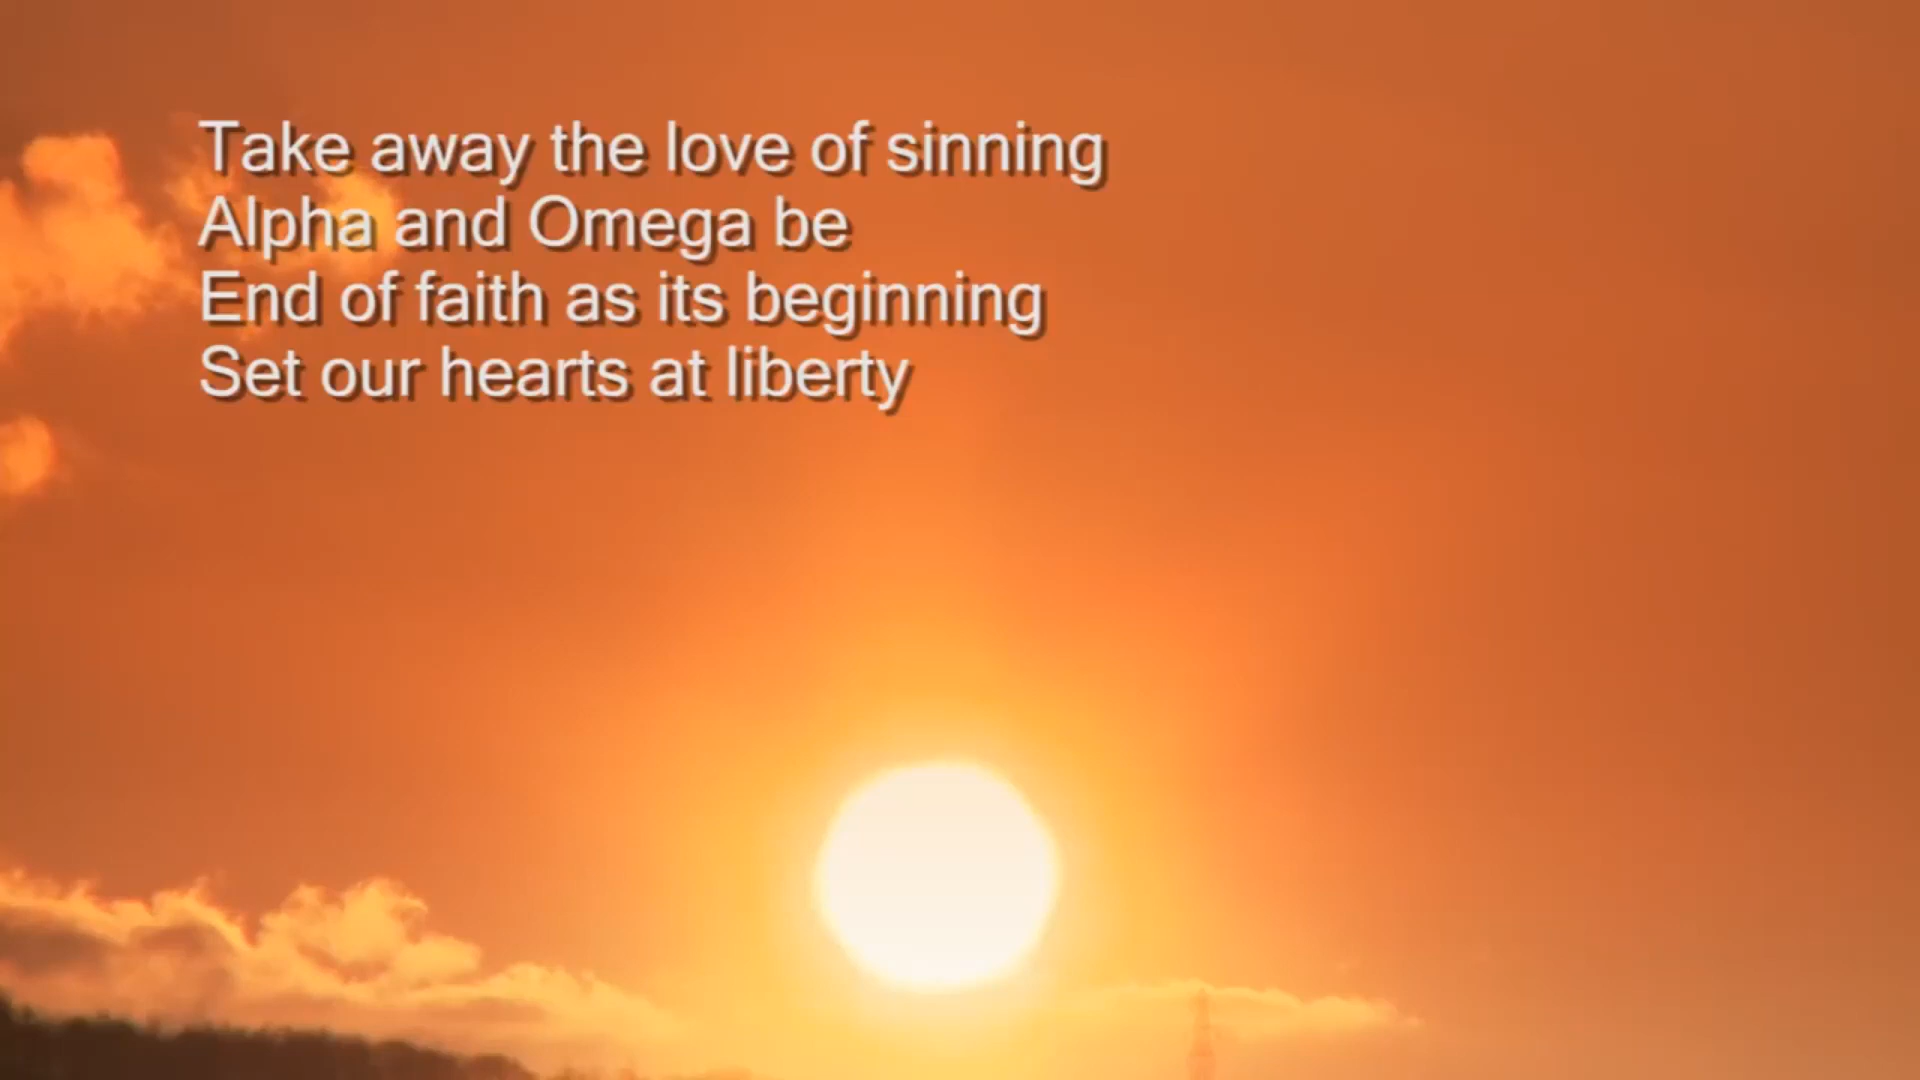 Take away the love of sinning
Alpha and Omega be
End of faith as its beginning
Set our hearts at liberty